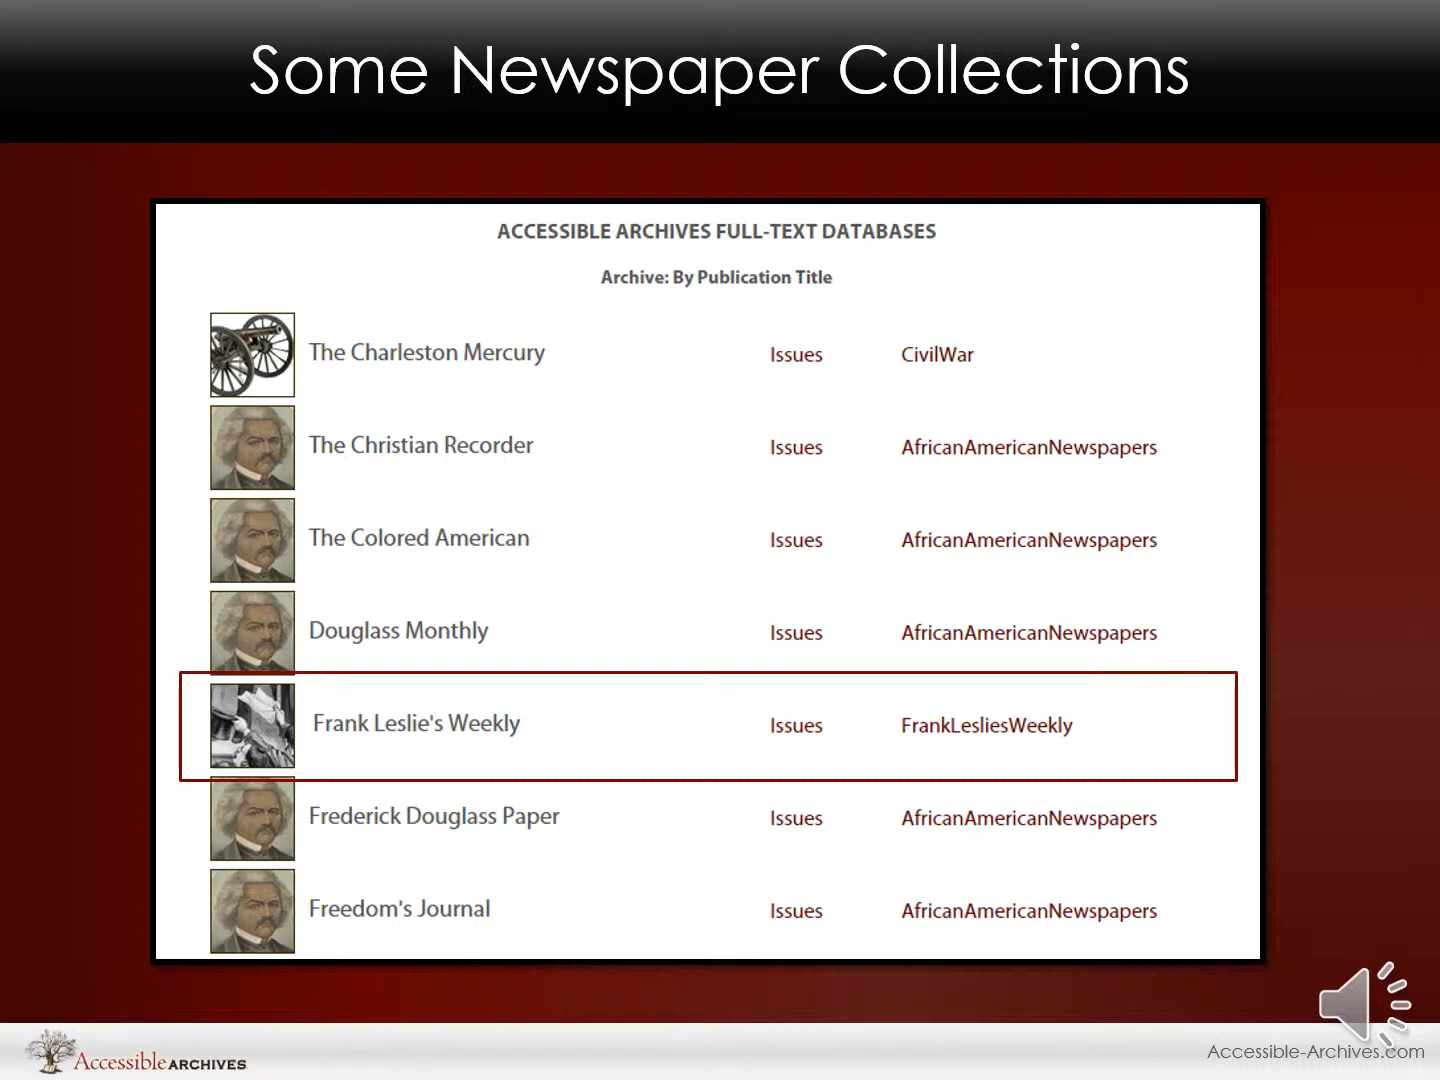 Some Newspaper Collections
ACCESSIBLE ARCHIVES FULL-TEXT DATABASES
Archive: By Publication Title
The Charleston Mercury Issues CivilWar
The Christian Recorder Issues AfricanAmericanNewspapers
The Colored American Issues AfricanAmericanNewspapers
Douglass Monthly Issues AfricanAmericanNewspapers
Frank Leslie's Weekly Issues FrankLesliesWeekly
Frederick Douglass Paper Issues AfricanAmericanNewspapers
Freedom's Journal Issues AfricanAmericanNewspapers
Accessible ARCHIVES
Accessible-Archives.com